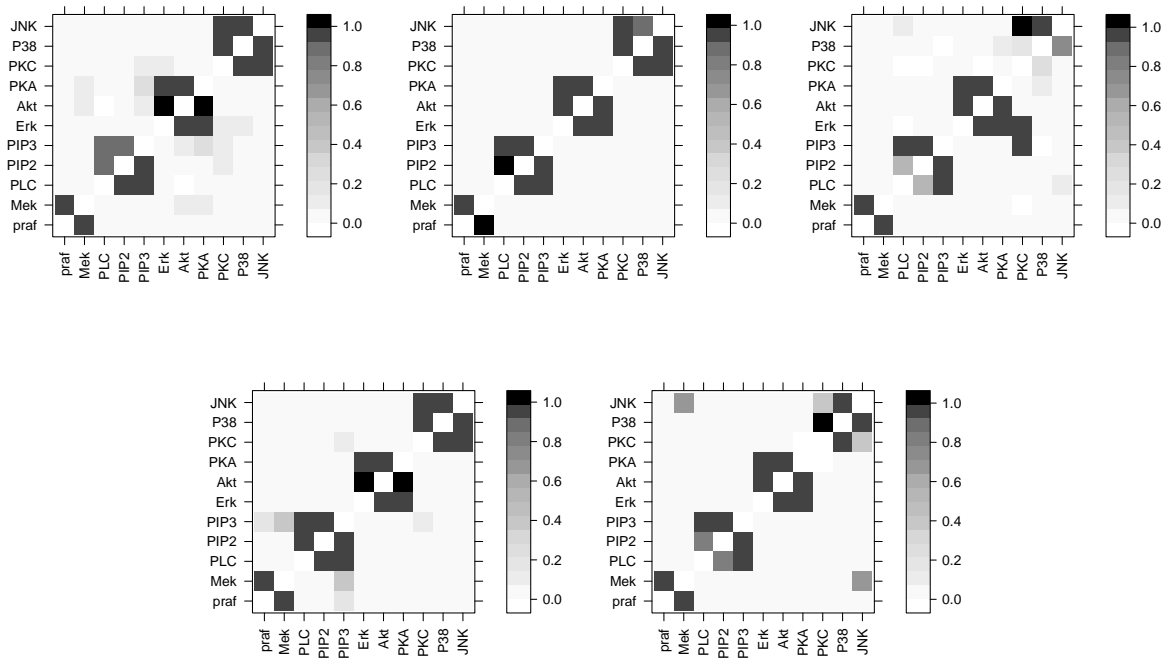 JNK
P38
PKC
PKA
Akt
Erk
PIP3
PIP2
PLC
Mek
praf
praf
Mek
PLC
PIP2
PIP3
Erk
Akt
PKA
PKC
P38
JNK
1.0
0.8
0.6
0.4
0.2
0.0
JNK
P38
PKC
PKA
Akt
Erk
PIP3
PIP2
PLC
Mek
praf
praf
Mek
PLC
PIP2
PIP3
Erk
Akt
PKA
PKC
P38
JNK
1.0
0.8
0.6
0.4
0.2
0.0
JNK
P38
PKC
PKA
Akt
Erk
PIP3
PIP2
PLC
Mek
praf
praf
Mek
PLC
PIP2
PIP3
Erk
Akt
PKA
PKC
P38
JNK
1.0
0.8
0.6
0.4
0.2
0.0
JNK
P38
PKC
PKA
Akt
Erk
PIP3
PIP2
PLC
Mek
praf
praf
Mek
PLC
PIP2
PIP3
Erk
Akt
PKA
PKC
P38
JNK
1.0
0.8
0.6
0.4
0.2
0.0
JNK
P38
PKC
PKA
Akt
Erk
PIP3
PIP2
PLC
Mek
praf
praf
Mek
PLC
PIP2
PIP3
Erk
Akt
PKA
PKC
P38
JNK
1.0
0.8
0.6
0.4
0.2
0.0